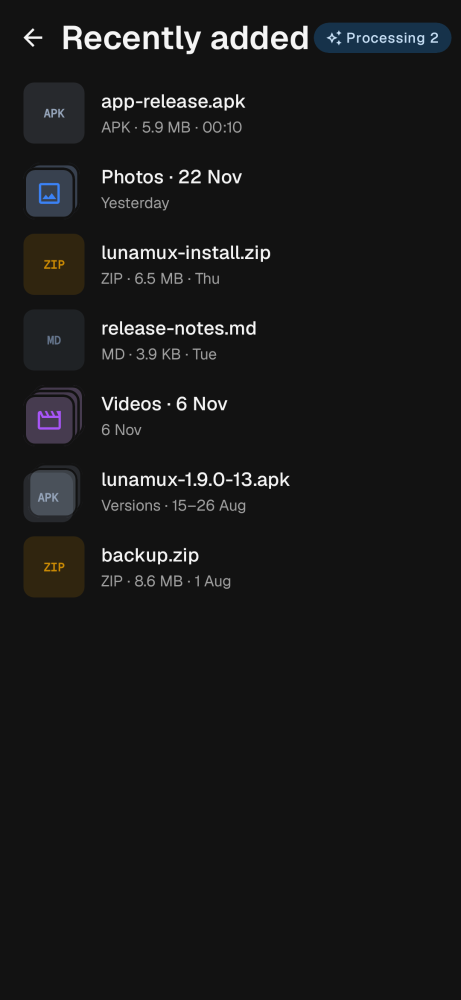 Recently added
Processing 2
APK
app-release.apk
APK · 5.9 MB · 00:10
Photos · 22 Nov
Yesterday
ZIP
lunamux-install.zip
ZIP · 6.5 MB · Thu
MD
release-notes.md
MD · 3.9 KB · Tue
Videos · 6 Nov
6 Nov
APK
lunamux-1.9.0-13.apk
Versions · 15–26 Aug
ZIP
backup.zip
ZIP · 8.6 MB · 1 Aug